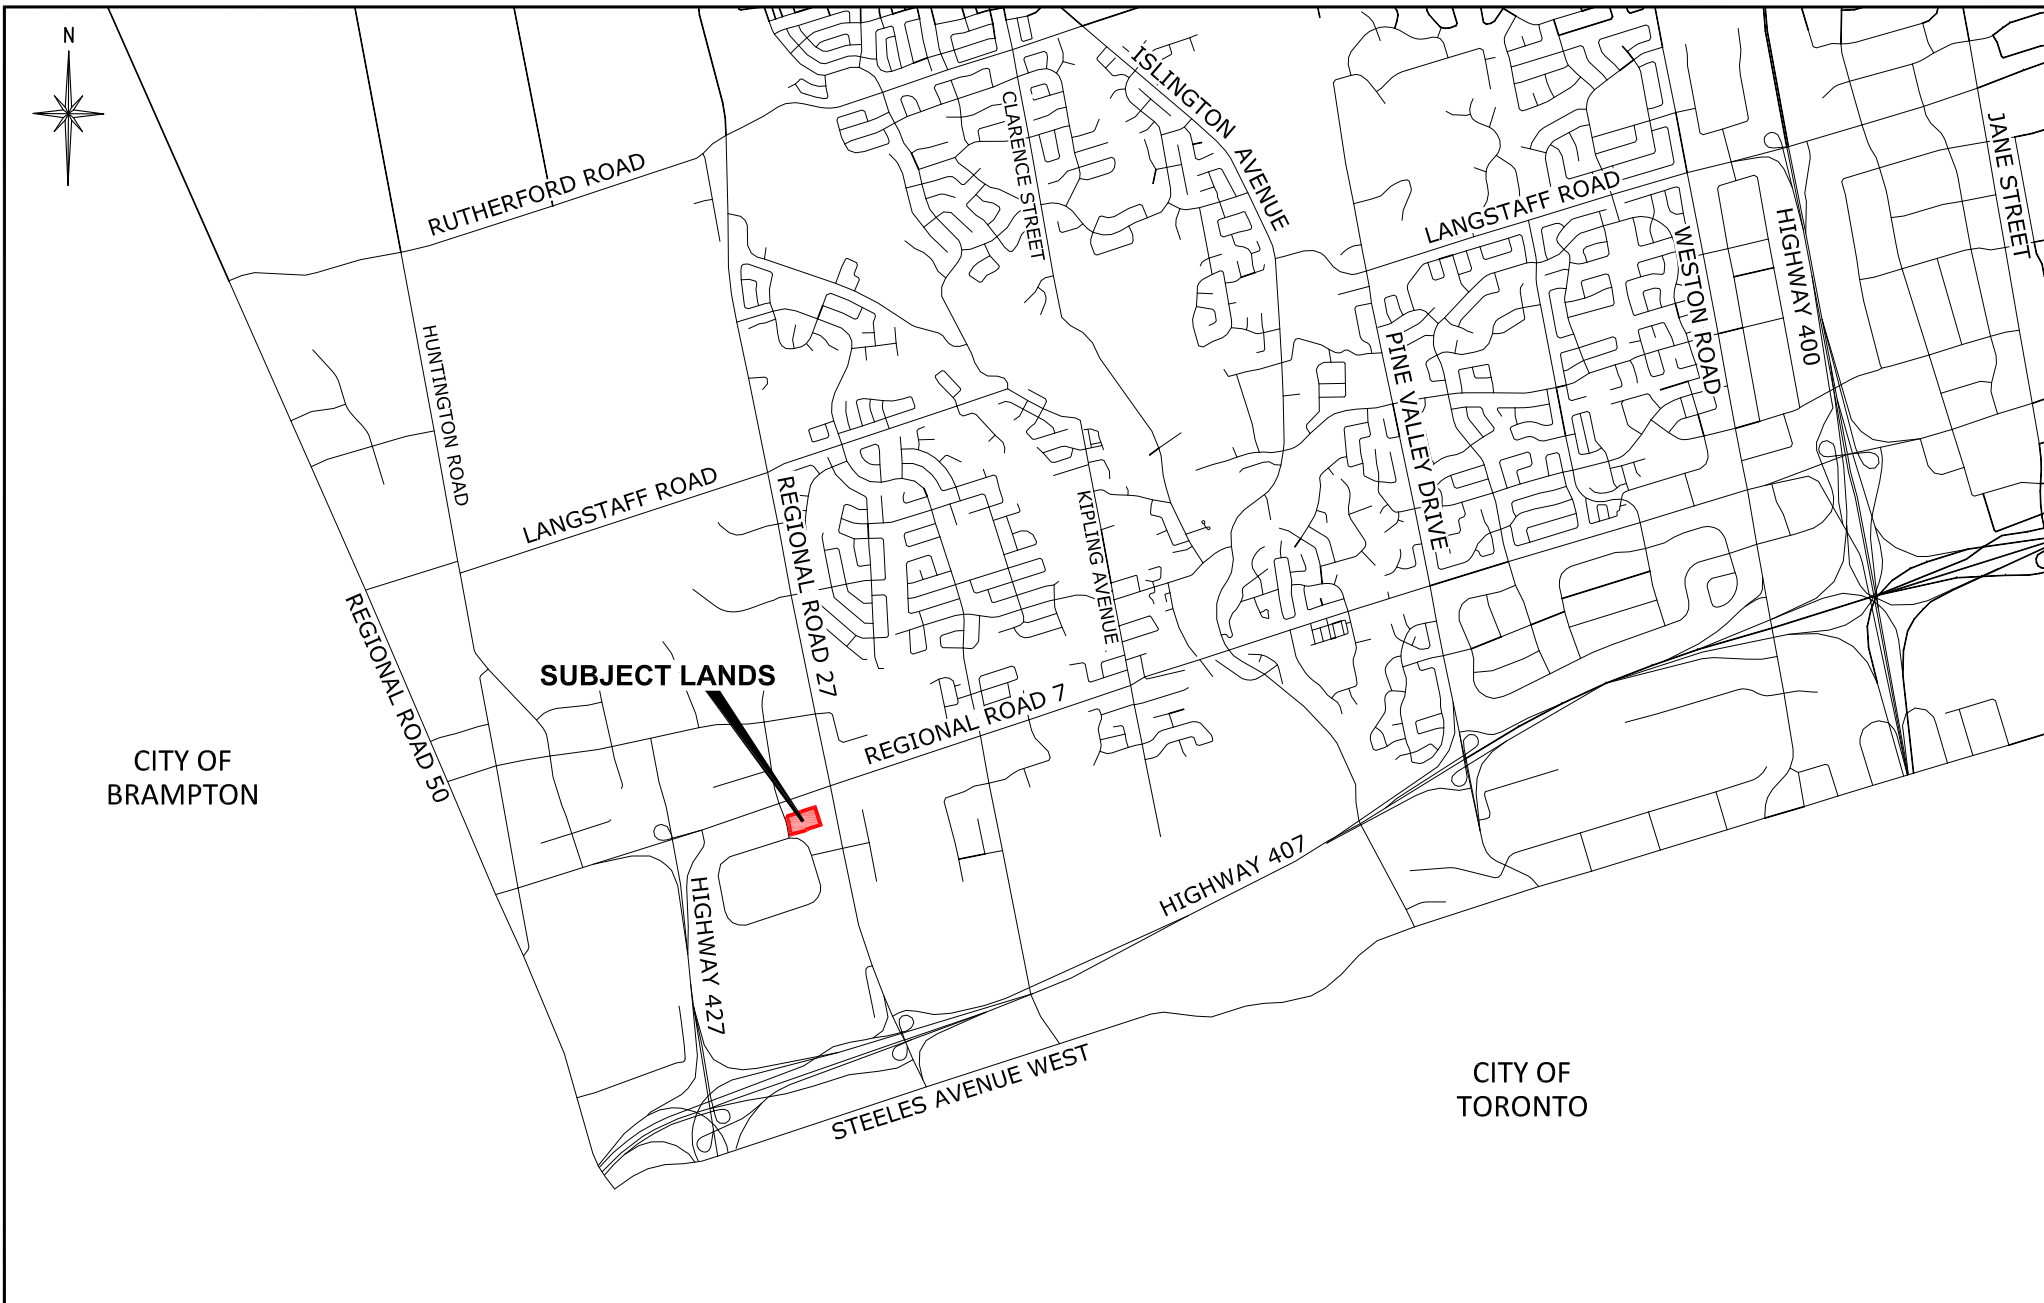 N
ISLINGTON
AVENUE
CLARENCE STREET
JANE STREET
RUTHERFORD ROAD
LANGSTAFF ROAD
HIGHWAY 400
WESTON ROAD
HUNTINGTON ROAD
PINE VALLEY DRIVE
LANGSTAFF ROAD
REGIONAL ROAD 27
KIPLING AVENUE
REGIONAL ROAD 50
SUBJECT LANDS
REGIONAL ROAD 7
CITY OF
BRAMPTON
HIGHWAY 407
HIGHWAY 427
STEELES AVENUE WEST
CITY OF
TORONTO